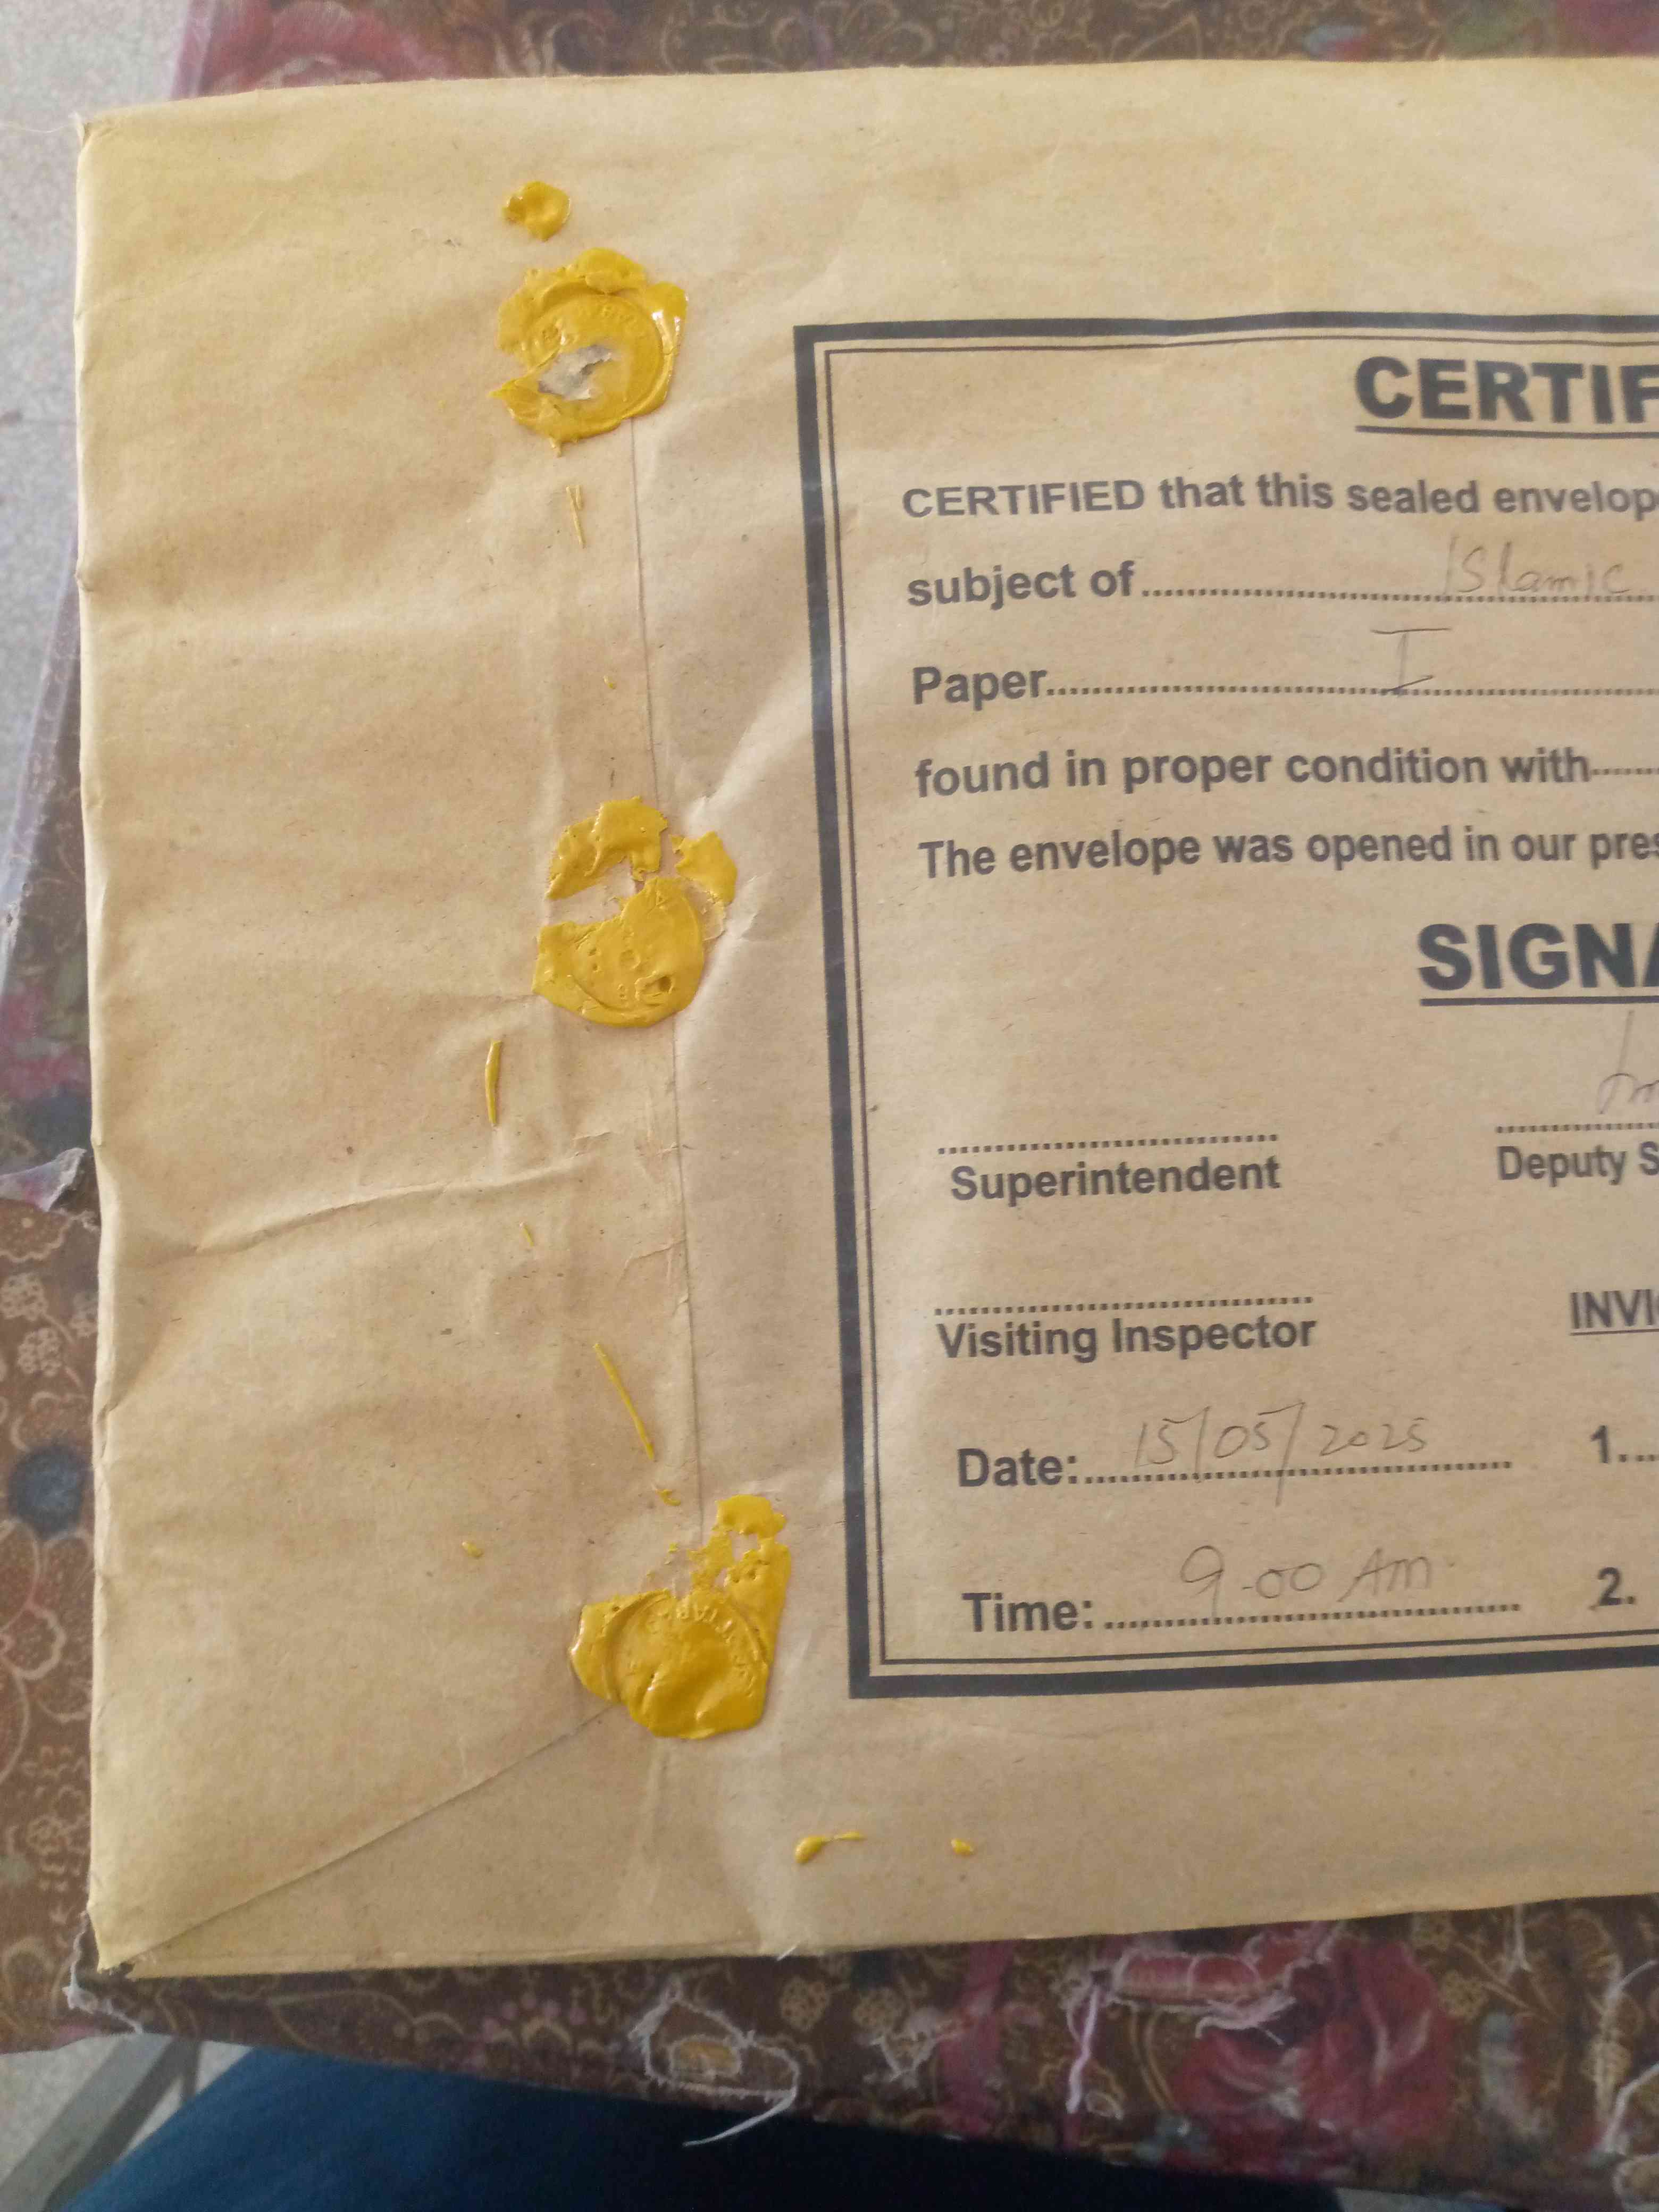 CERTIF
CERTIFIED that this sealed envelop
subject of Islamic
Paper I
found in proper condition with
The envelope was opened in our pres
SIGNA
Superintendent
Deputy S
Visiting Inspector
INVI
Date: 15/05/2025
1.
Time: 9-00 Am
2.